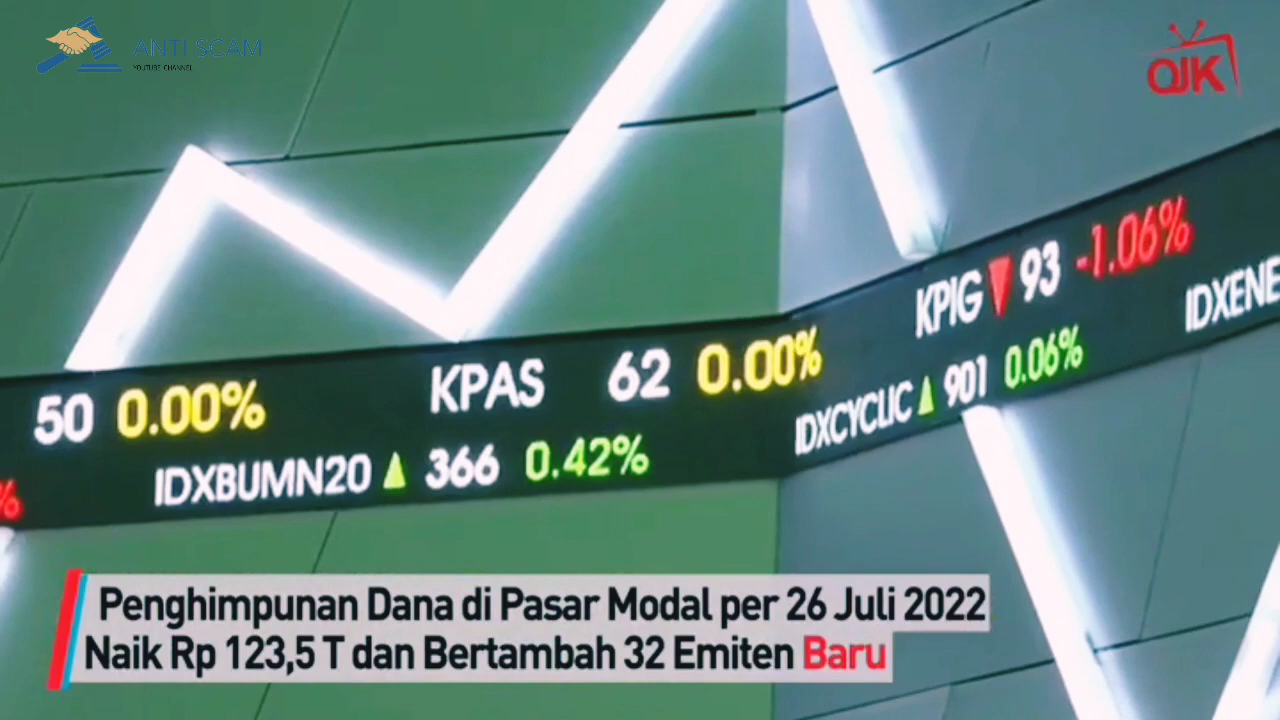 ANTI SCAM
YOUTUBE CHANNEL
OJK
KPIG ▼ 93 -1.06%
50 0.00% KPAS 62 0.00%
IDXENE
% IDXBUMN20 ▲ 366 0.42% IDXCYCLIC ▲ 901 0.06%
Penghimpunan Dana di Pasar Modal per 26 Juli 2022
Naik Rp 123,5 T dan Bertambah 32 Emiten Baru